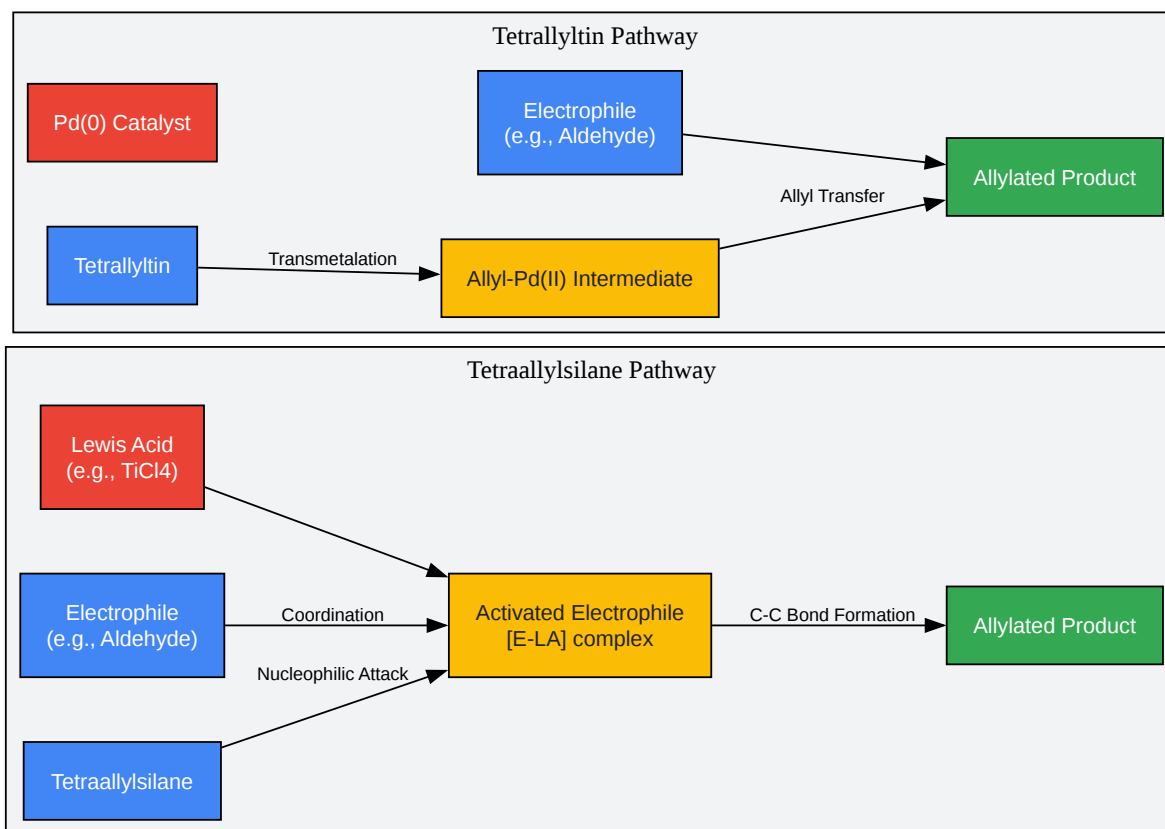 Tetrallyltin Pathway
Pd(0) Catalyst
Electrophile
(e.g., Aldehyde)
Allylated Product
Allyl Transfer
Tetrallyltin
Transmetalation
Allyl-Pd(II) Intermediate
Tetraallylsilane Pathway
Lewis Acid
(e.g., TiCl4)
Electrophile
(e.g., Aldehyde)
Coordination
Activated Electrophile
[E-LA] complex
C-C Bond Formation
Allylated Product
Nucleophilic Attack
Tetraallylsilane